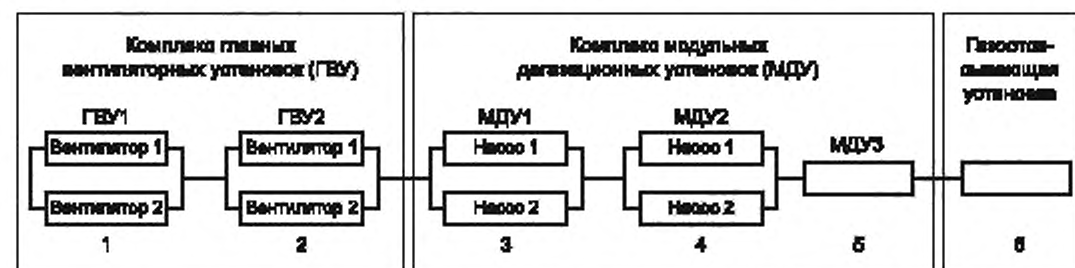 Комплекс главных
вентиляторных установок (ГВУ)
Комплекс модульных
дегазационных установок (МДУ)
Газоотса-
сывающая
установка
ГВУ1
ГВУ2
МДУ1
МДУ2
МДУ3
Вентилятор 1
Вентилятор 1
Насос 1
Насос 1
Вентилятор 2
Вентилятор 2
Насос 2
Насос 2
1
2
3
4
5
6